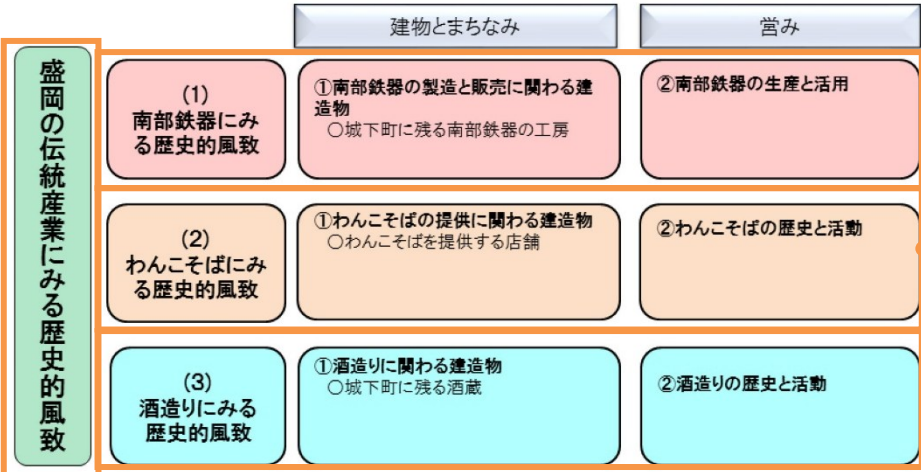 建物とまちなみ
営み
盛岡の伝統産業にみる歴史的風致
(1)
南部鉄器にみ
る歴史的風致
①南部鉄器の製造と販売に関わる建
造物
○城下町に残る南部鉄器の工房
②南部鉄器の生産と活用
(2)
わんこそばにみ
る歴史的風致
①わんこそばの提供に関わる建造物
○わんこそばを提供する店舗
②わんこそばの歴史と活動
(3)
酒造りにみる
歴史的風致
①酒造りに関わる建造物
○城下町に残る酒蔵
②酒造りの歴史と活動